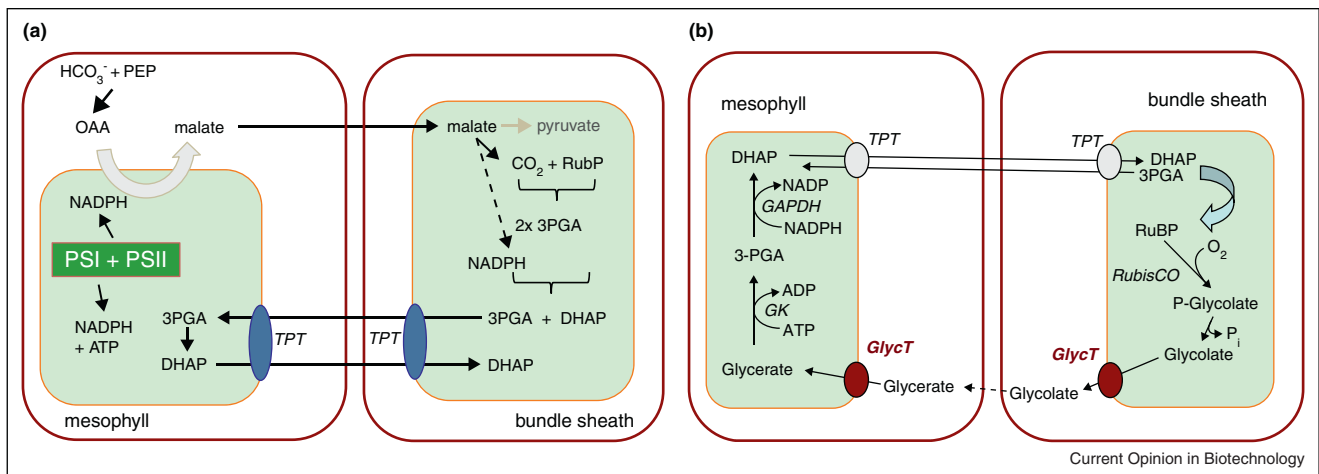 (a)
HCO3- + PEP
OAA
malate
malate
pyruvate
CO2 + RubP
NADPH
2x 3PGA
PSI + PSII
NADPH
NADPH
+ ATP
3PGA
TPT
TPT
3PGA + DHAP
DHAP
DHAP
mesophyll
bundle sheath
(b)
mesophyll
bundle sheath
TPT
TPT
DHAP
DHAP
3PGA
NADP
GAPDH
NADPH
RuBP
O2
3-PGA
RubisCO
ADP
P-Glycolate
GK
ATP
Pi
GlycT
GlycT
Glycolate
Glycerate
Glycerate
Glycolate
Current Opinion in Biotechnology